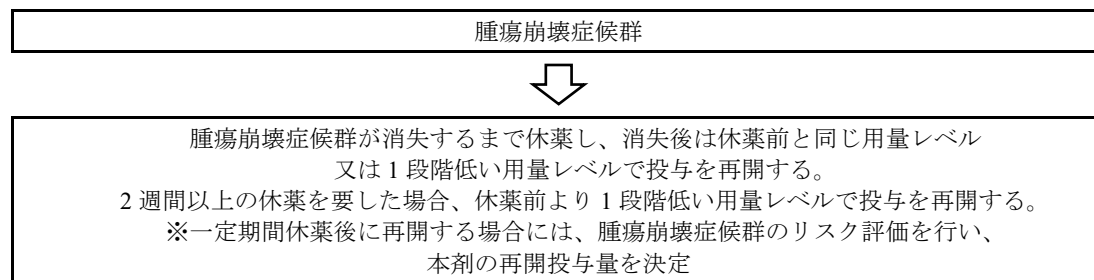 腫瘍崩壊症候群
腫瘍崩壊症候群が消失するまで休薬し、消失後は休薬前と同じ用量レベル
又は 1 段階低い用量レベルで投与を再開する。
2 週間以上の休薬を要した場合、休薬前より 1 段階低い用量レベルで投与を再開する。
※一定期間休薬後に再開する場合には、腫瘍崩壊症候群のリスク評価を行い、
本剤の再開投与量を決定